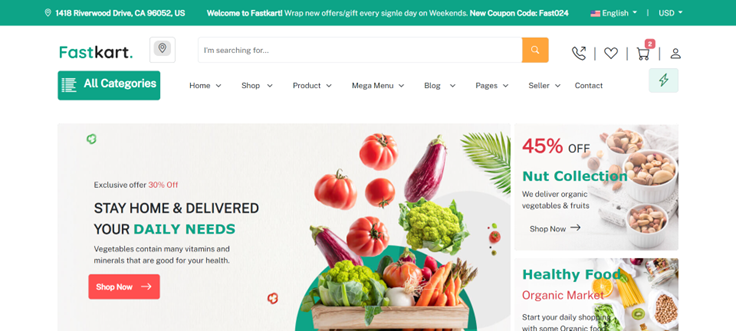 1418 Riverwood Drive, CA 96052, US
Welcome to Fastkart! Wrap new offers/gift every signle day on Weekends. New Coupon Code: Fast024
English
USD
Fastkart.
I'm searching for...
2
All Categories
Home
Shop
Product
Mega Menu
Blog
Pages
Seller
Contact
Exclusive offer 30% Off
STAY HOME & DELIVERED
YOUR DAILY NEEDS
Vegetables contain many vitamins and
minerals that are good for your health.
Shop Now
45% OFF
Nut Collection
We deliver organic
vegetables & fruits
Shop Now
Healthy Food
Organic Market
Start your daily shopping
with some Organic food